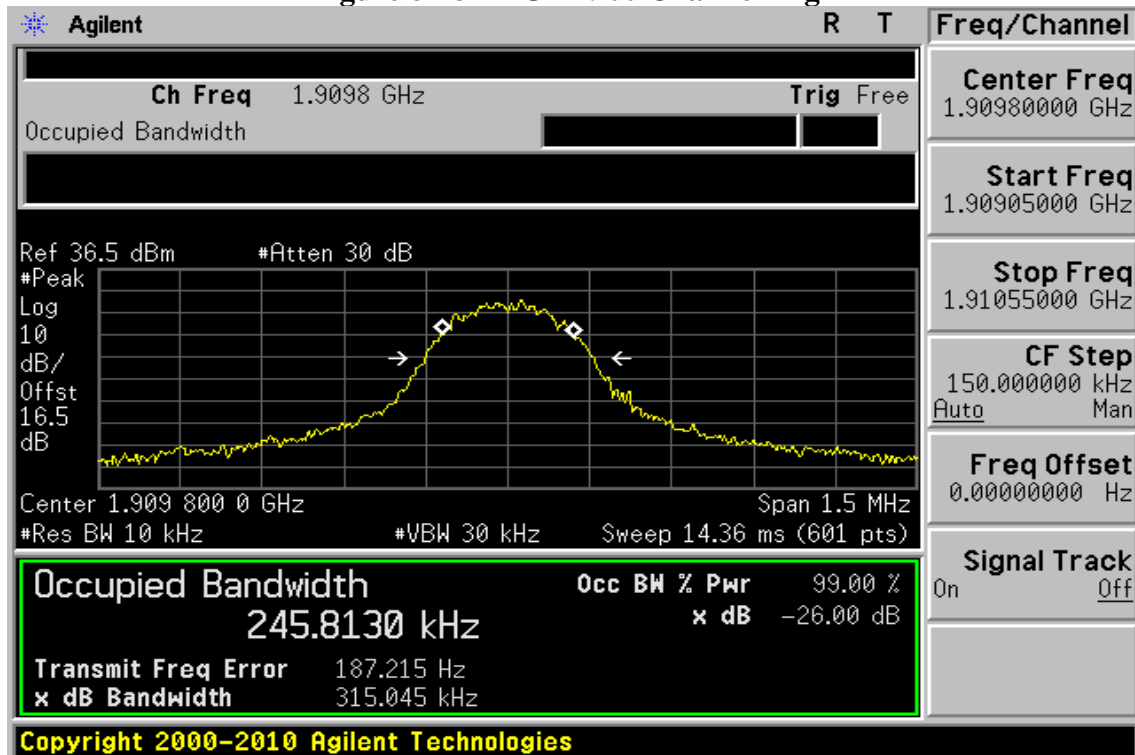 Agilent R T
Freq/Channel
Ch Freq 1.9098 GHz Trig Free
Occupied Bandwidth
Center Freq
1.90980000 GHz
Start Freq
1.90905000 GHz
Stop Freq
1.91055000 GHz
CF Step
150.000000 kHz
Auto Man
Freq Offset
0.00000000 Hz
Signal Track
On Off
Ref 36.5 dBm #Atten 30 dB
#Peak
Log
10
dB/
Offst
16.5
dB
Center 1.909 800 0 GHz Span 1.5 MHz
#Res BW 10 kHz #VBW 30 kHz Sweep 14.36 ms (601 pts)
Occupied Bandwidth
245.8130 kHz
Occ BW % Pwr 99.00 %
x dB -26.00 dB
Transmit Freq Error 187.215 Hz
x dB Bandwidth 315.045 kHz
Copyright 2000-2010 Agilent Technologies